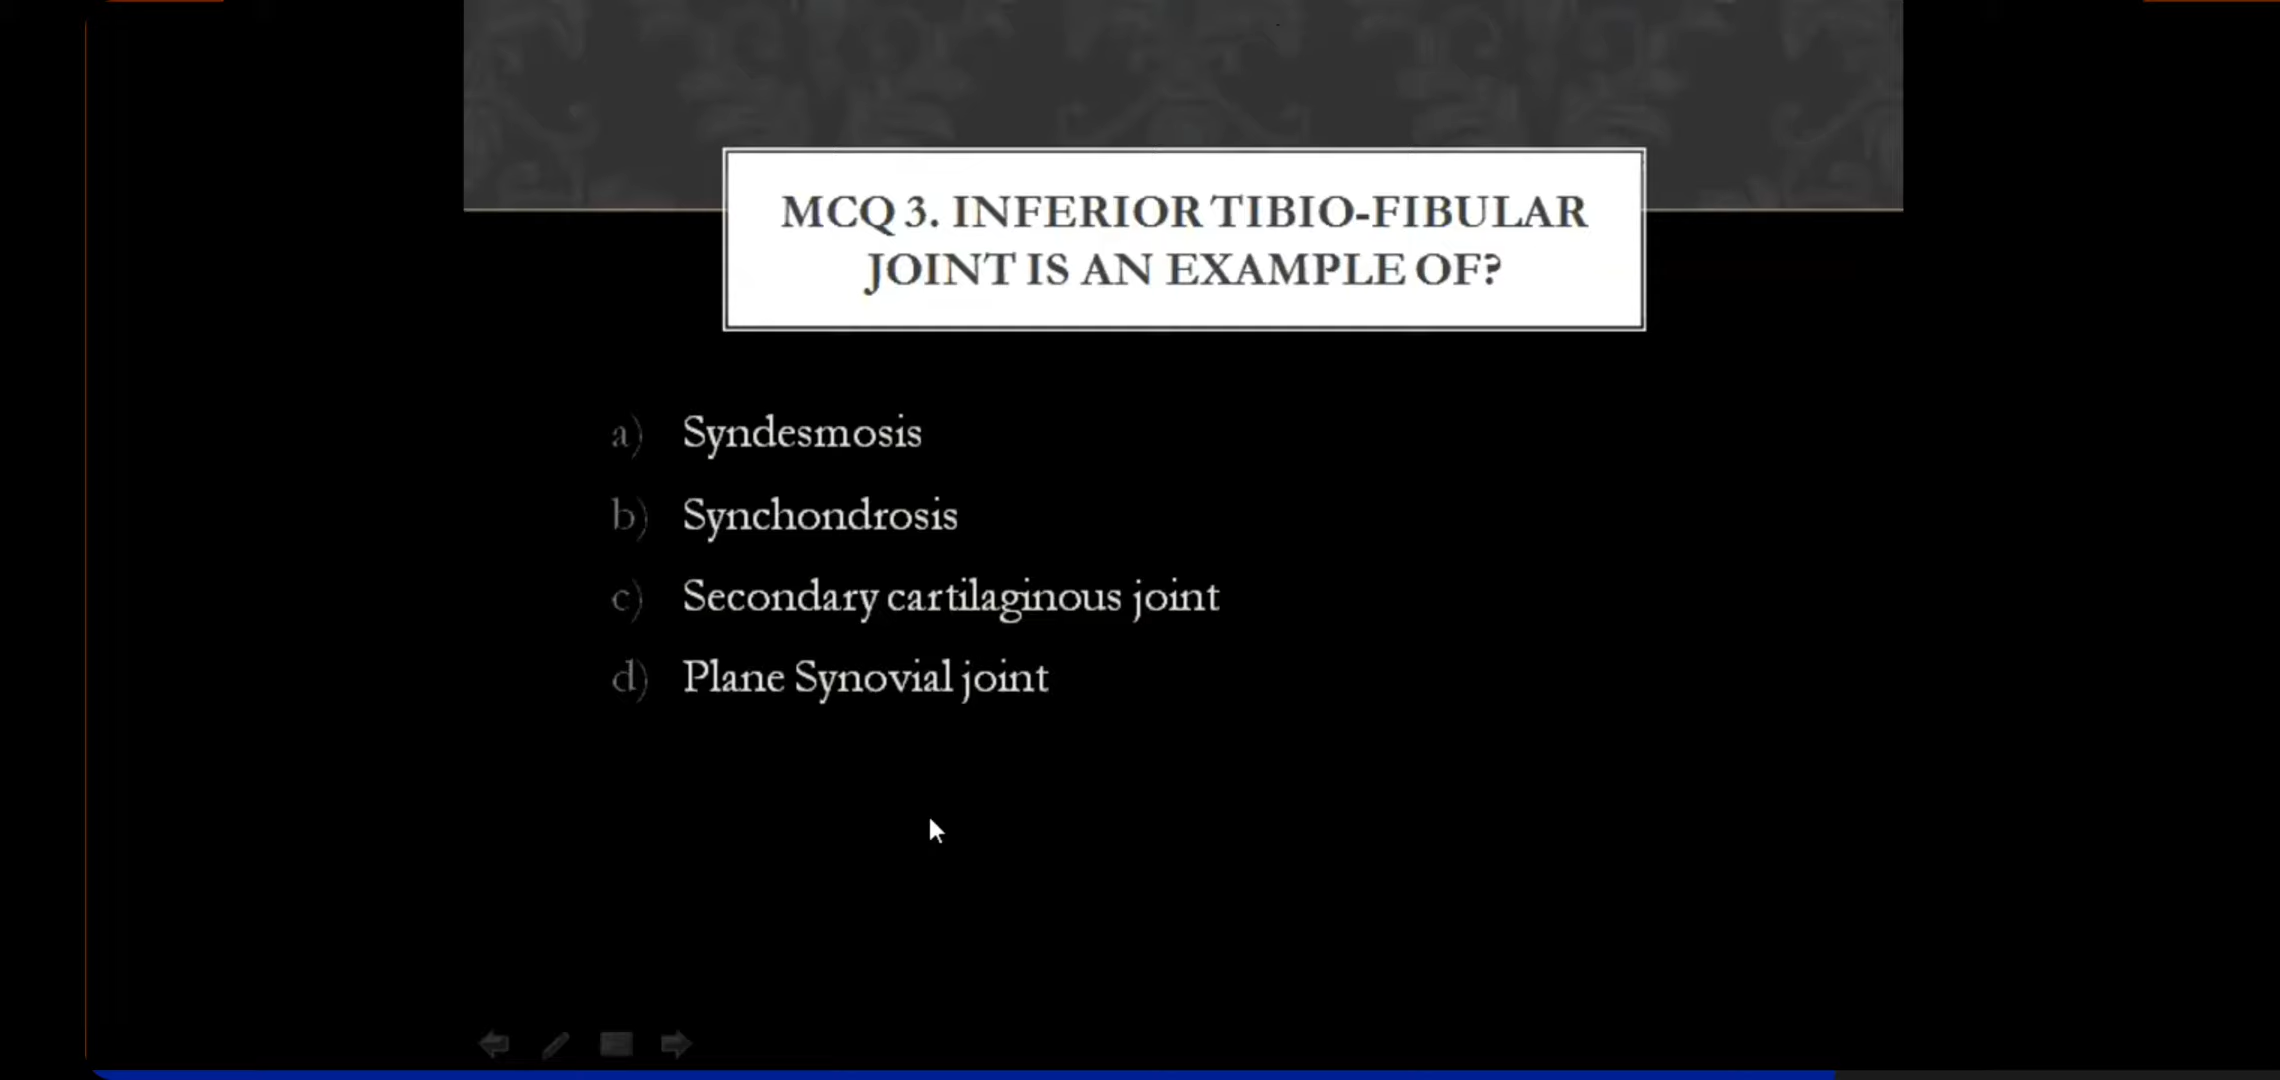 MCQ 3. INFERIOR TIBIO-FIBULAR
JOINT IS AN EXAMPLE OF?
a) Syndesmosis
b) Synchondrosis
c) Secondary cartilaginous joint
d) Plane Synovial joint